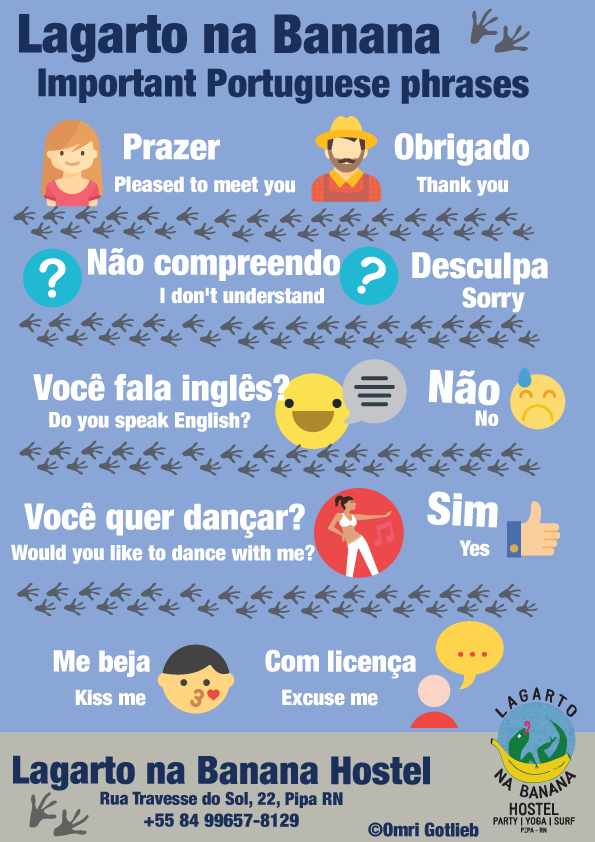 Lagarto na Banana
Important Portuguese phrases
Prazer
Pleased to meet you
Obrigado
Thank you
?
Não compreendo
I don't understand
?
Desculpa
Sorry
Você fala inglês?
Do you speak English?
Não
No
Você quer dançar?
Would you like to dance with me?
Sim
Yes
Me beja
Kiss me
Com licença
Excuse me
Lagarto na Banana Hostel
Rua Travesse do Sol, 22, Pipa RN
+55 84 99657-8129
©Omri Gotlieb
LAGARTO
NA BANANA
HOSTEL
PARTY | YOGA | SURF
PIPA - RN